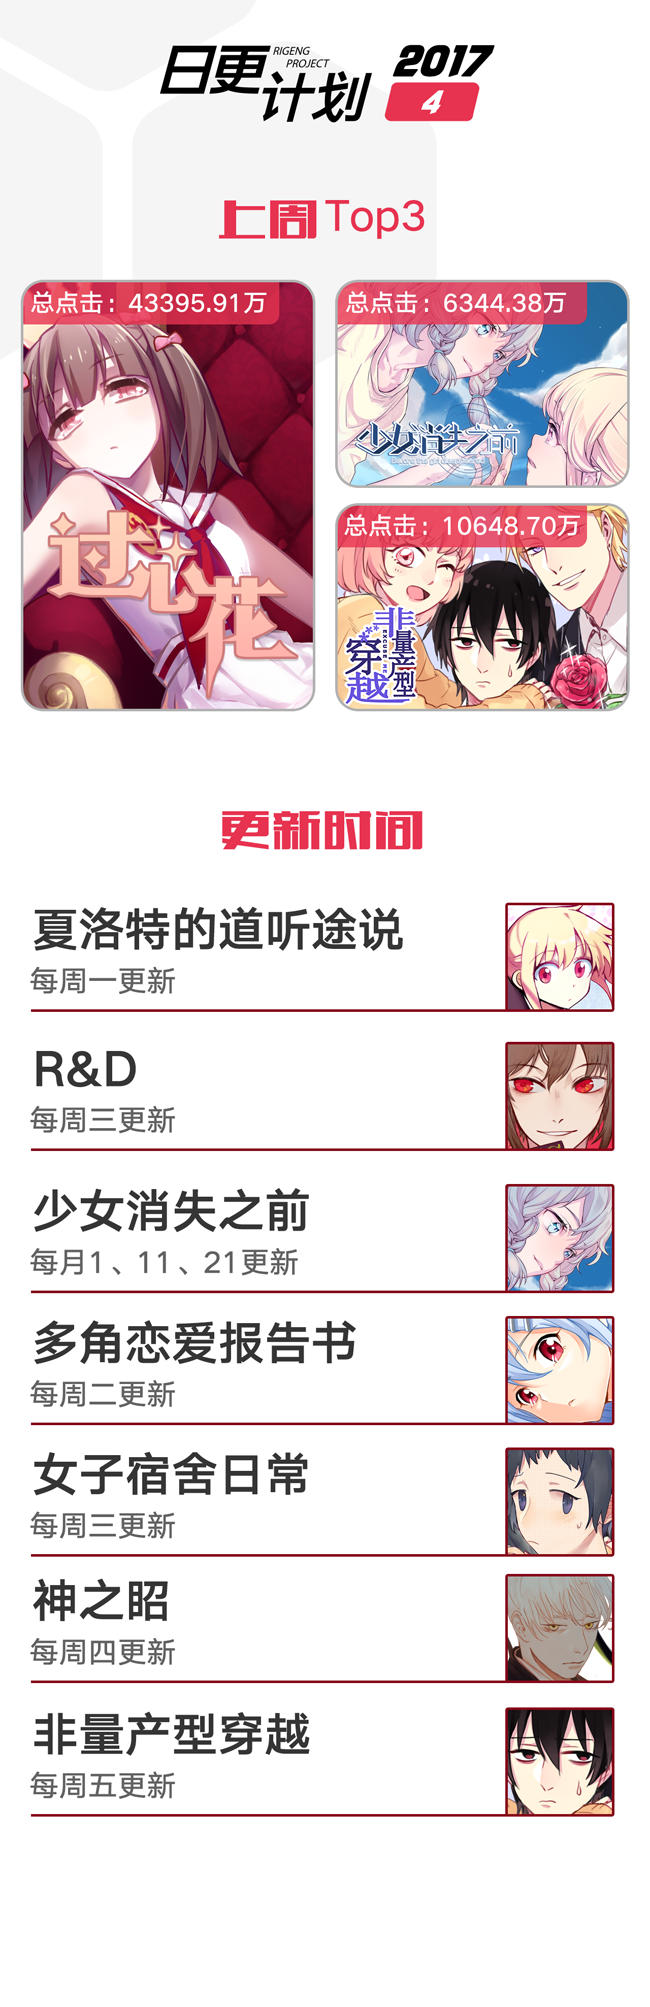 日更
RIGENG
PROJECT
计划
2017
4
上周Top3
总点击：43395.91万
过心花
总点击：6344.38万
少女消失之前
总点击：10648.70万
非量产型
穿越
EXCUSE ME
更新时间
夏洛特的道听途说
每周一更新
R&D
每周三更新
少女消失之前
每月1、11、21更新
多角恋爱报告书
每周二更新
女子宿舍日常
每周三更新
神之昭
每周四更新
非量产型穿越
每周五更新